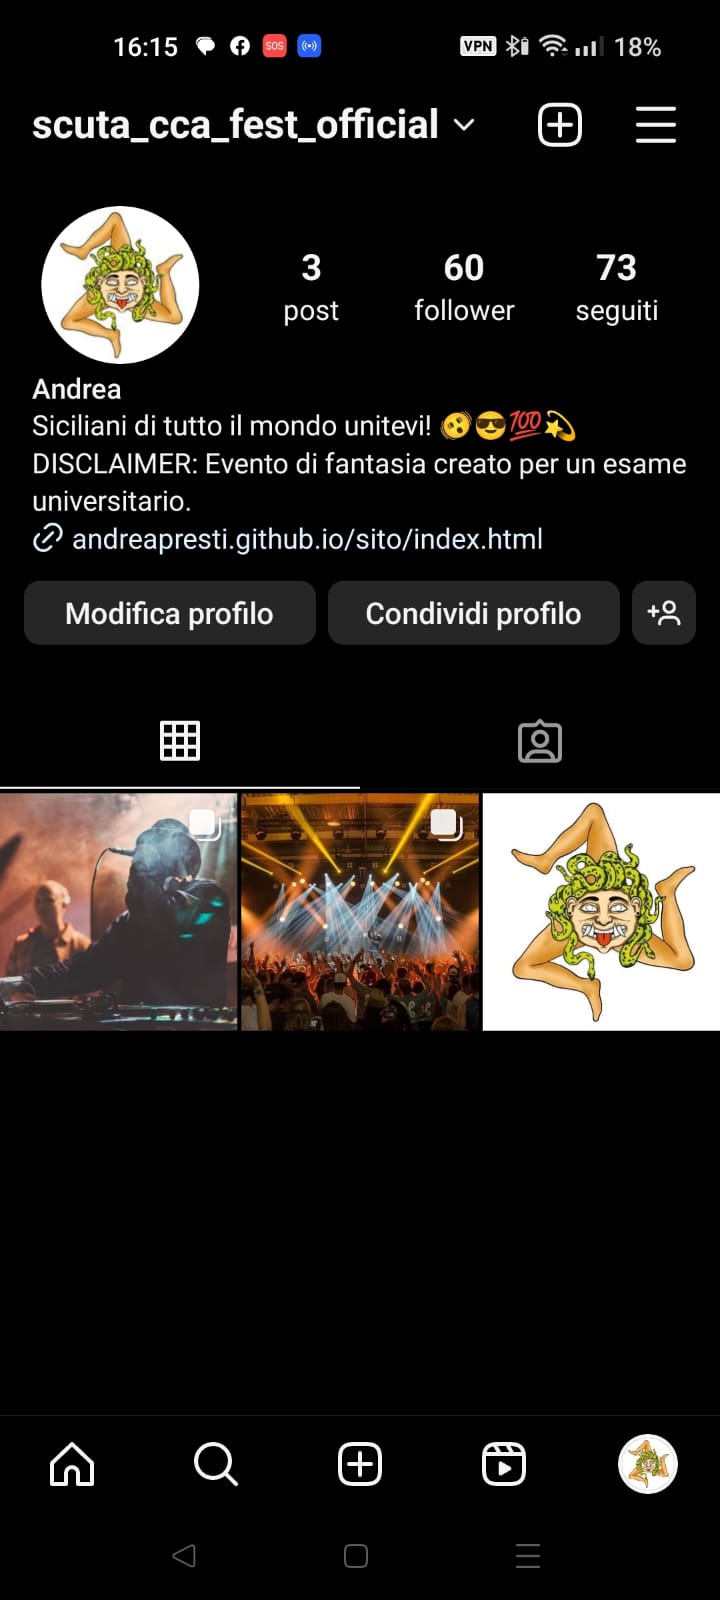 16:15 SOS VPN 18%
scuta_cca_fest_official
3 60 73
post follower seguiti
Andrea
Siciliani di tutto il mondo unitevi! 🫨😎💯💫
DISCLAIMER: Evento di fantasia creato per un esame
universitario.
andreapresti.github.io/sito/index.html
Modifica profilo Condividi profilo